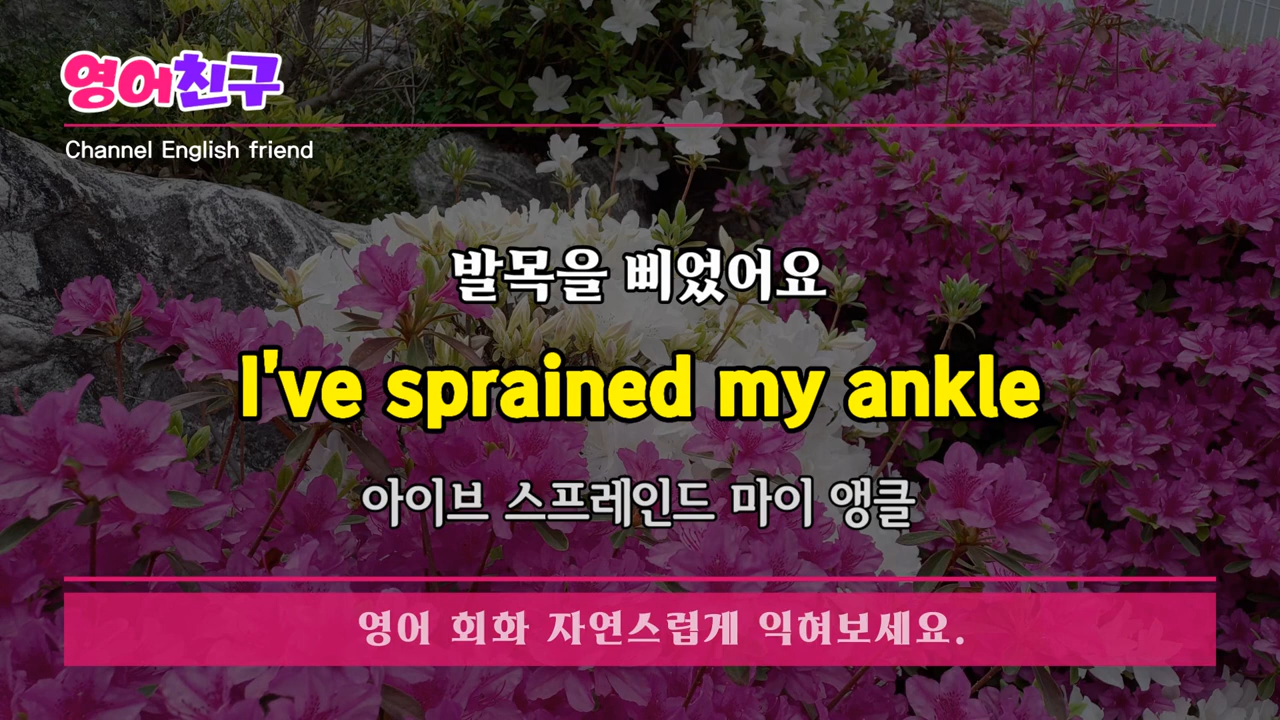 영어친구
Channel English friend
발목을 삐었어요
I've sprained my ankle
아이브 스프레인드 마이 앵클
영어 회화 자연스럽게 익혀보세요.